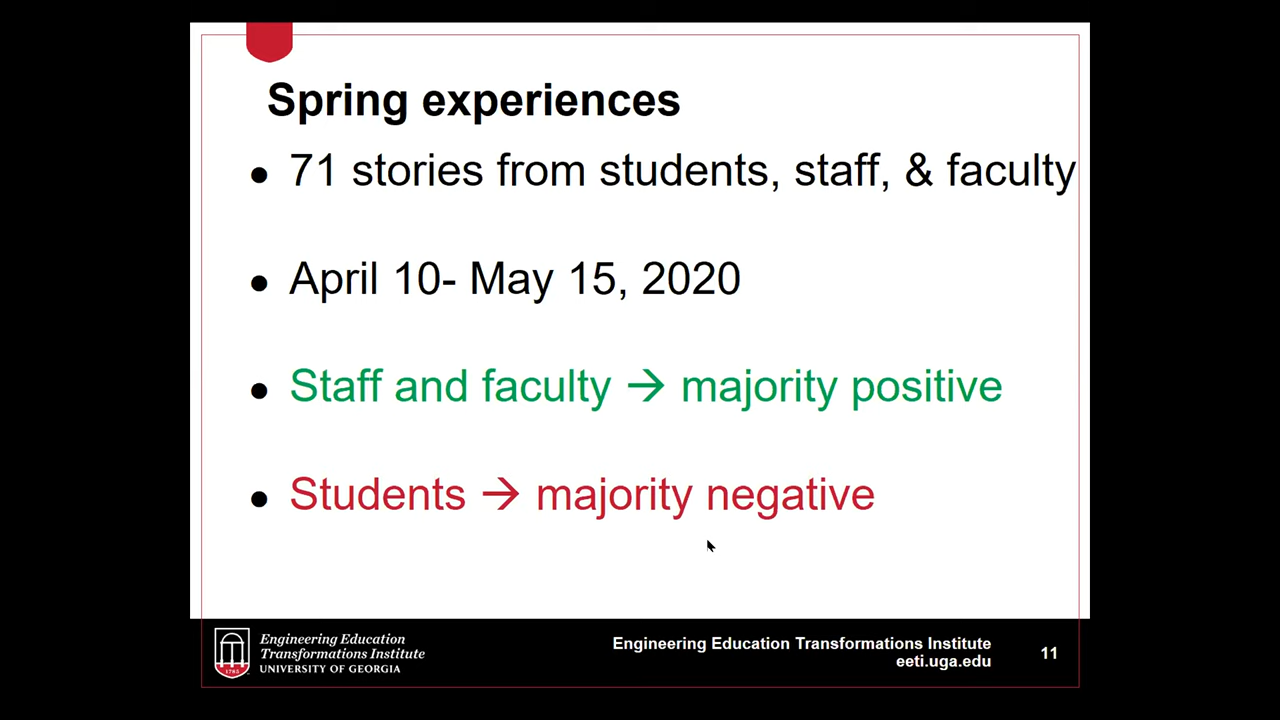 Spring experiences
● 71 stories from students, staff, & faculty
● April 10- May 15, 2020
● Staff and faculty → majority positive
● Students → majority negative
Engineering Education
Transformations Institute
UNIVERSITY OF GEORGIA
1785
Engineering Education Transformations Institute
eeti.uga.edu
11